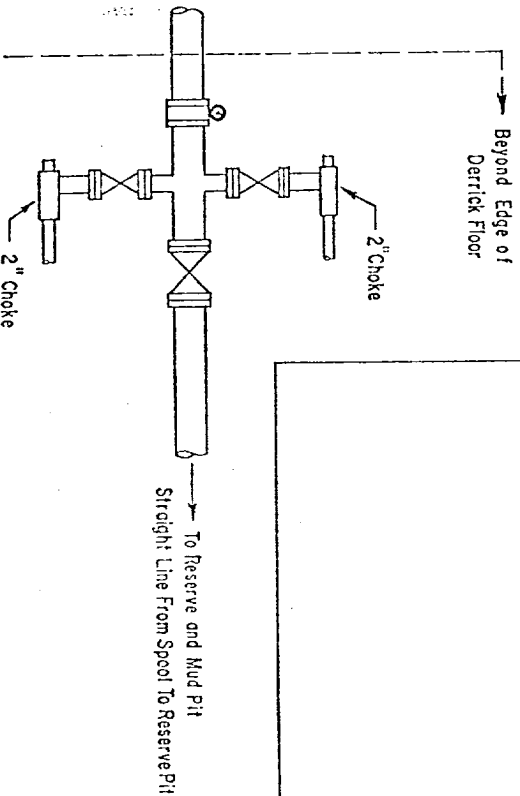 Beyond Edge of
Derrick Floor
2" Choke
2" Choke
To Reserve and Mud Pit
Straight Line From Spool To Reserve Pit